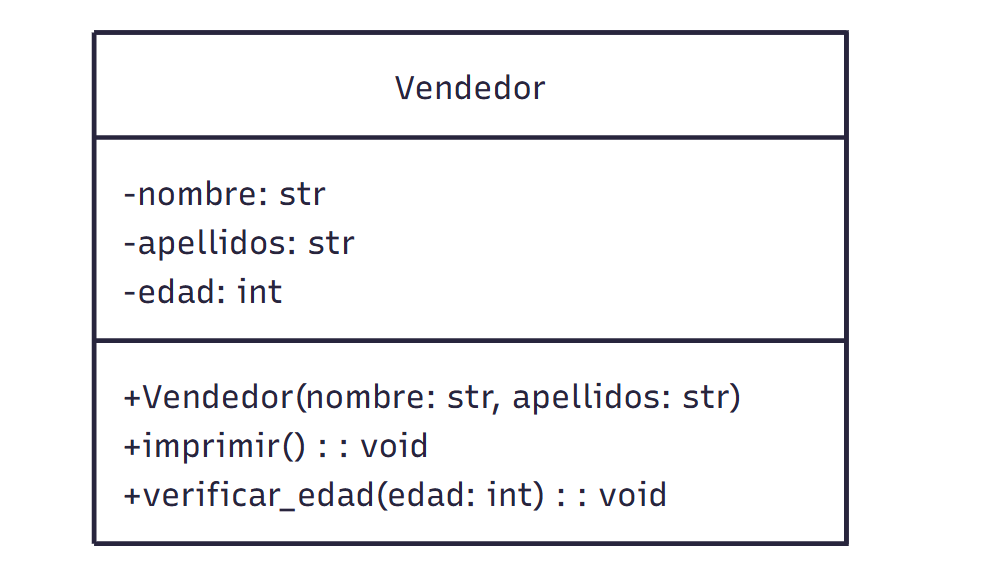 Vendedor
-nombre: str
-apellidos: str
-edad: int
+Vendedor(nombre: str, apellidos: str)
+imprimir() : : void
+verificar_edad(edad: int) : : void